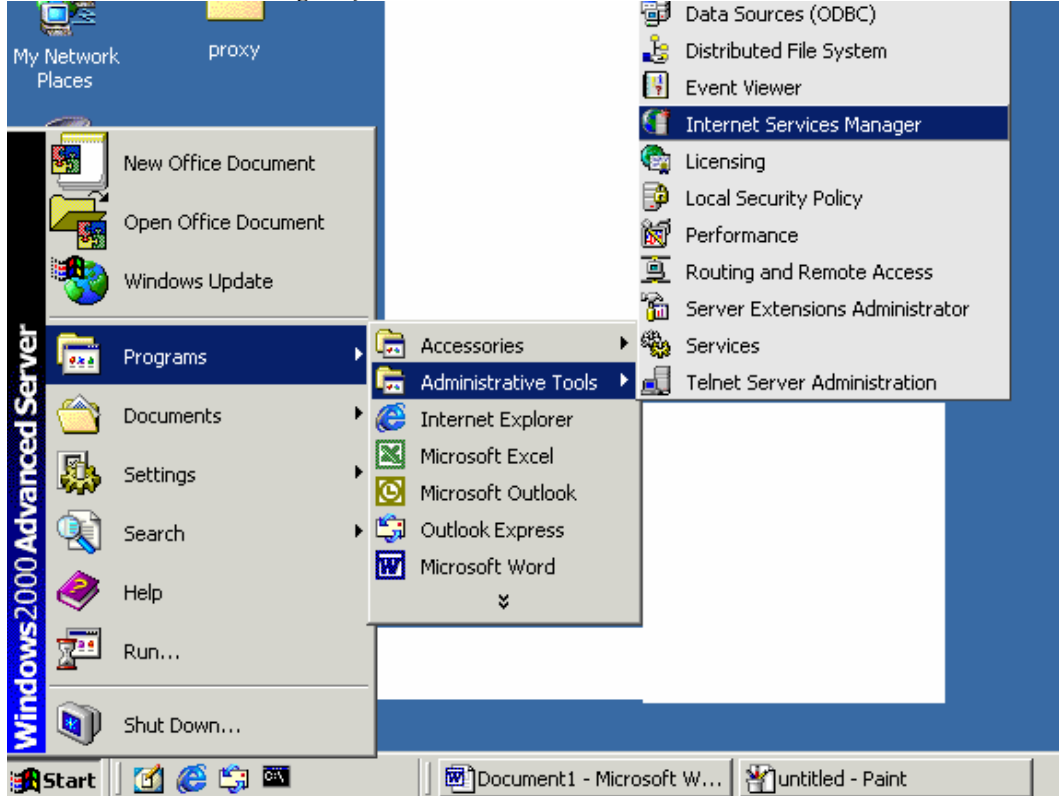 My Network
Places
proxy
Data Sources (ODBC)
Distributed File System
Event Viewer
Internet Services Manager
Licensing
Local Security Policy
Performance
Routing and Remote Access
Server Extensions Administrator
Services
Telnet Server Administration
New Office Document
Open Office Document
Windows Update
Programs
Documents
Settings
Search
Help
Run...
Shut Down...
Windows2000 Advanced Server
Accessories
Administrative Tools
Internet Explorer
Microsoft Excel
Microsoft Outlook
Outlook Express
Microsoft Word
Start
Document1 - Microsoft W...
untitled - Paint